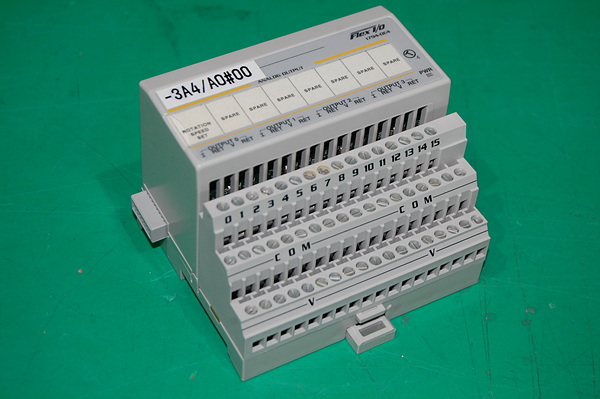 Flex I/O
1794-OE4
-3A4/AO#00
ANALOG OUTPUT
ROTATION SPEED SET
SPARE
SPARE
SPARE
SPARE
SPARE
SPARE
SPARE
OUTPUT 0
OUTPUT 1
OUTPUT 2
OUTPUT 3
I V RET
I V RET
I V RET
I V RET
PWR
0 1 2 3 4 5 6 7 8 9 10 11 12 13 14 15
COM COM
V V